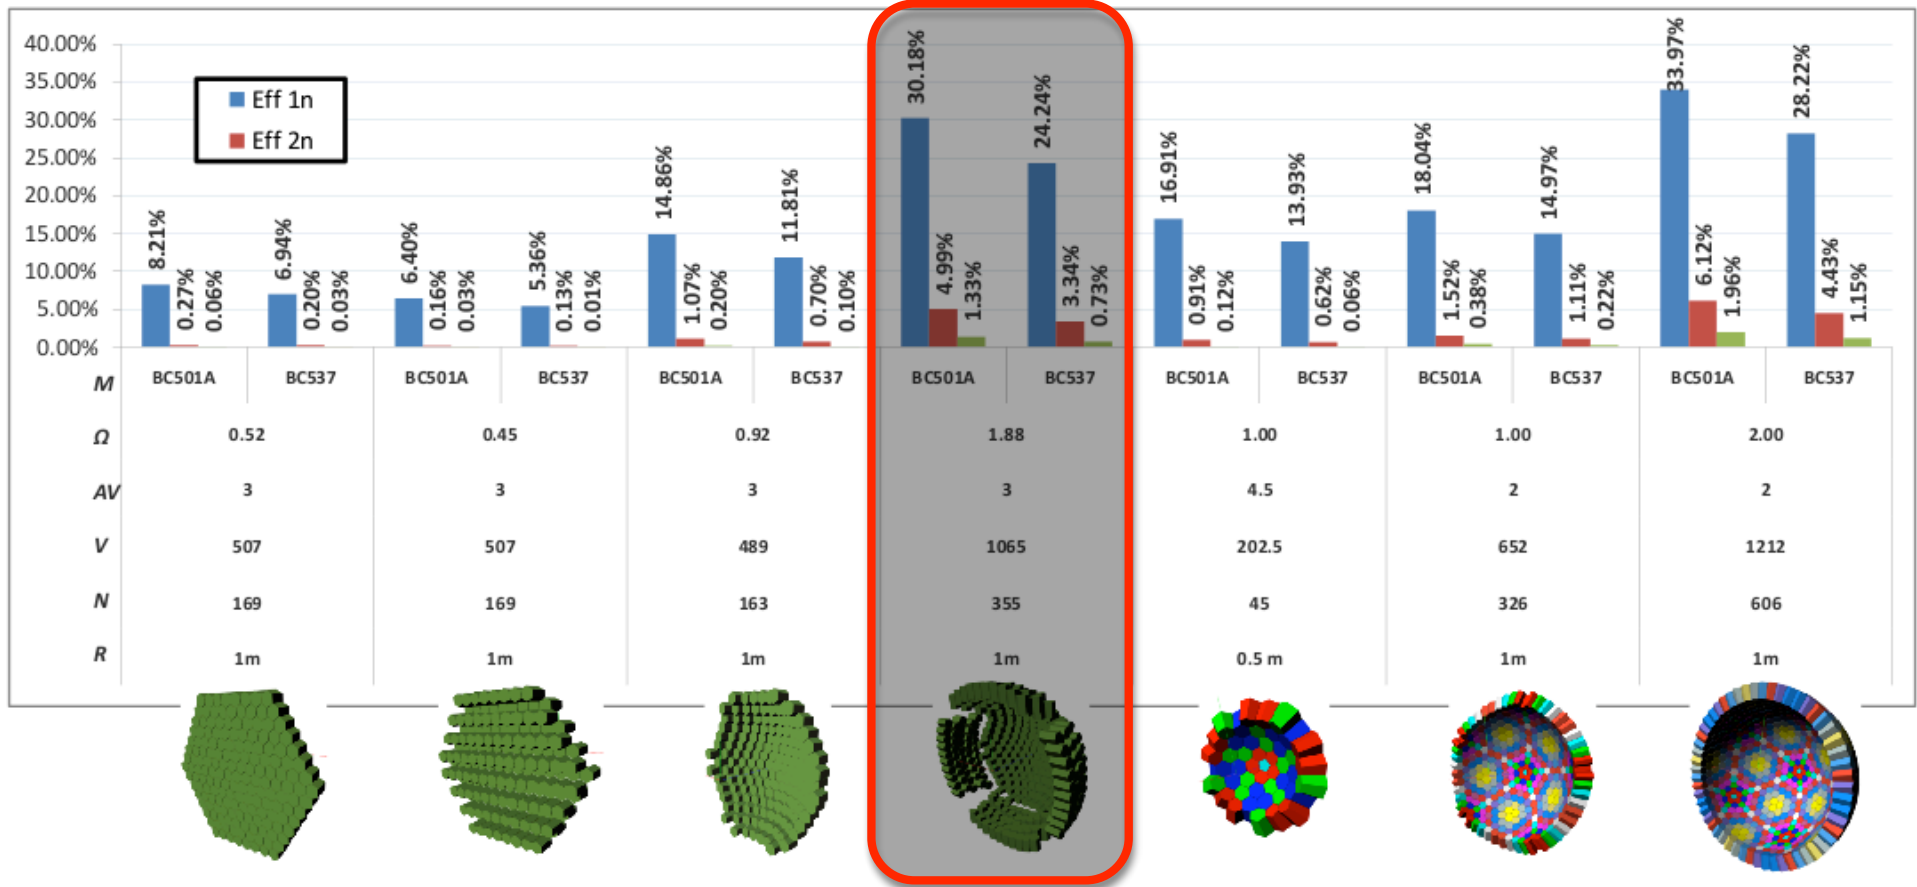 40.00%
35.00%
30.00%
25.00%
20.00%
15.00%
10.00%
5.00%
0.00%
Eff 1n
Eff 2n
8.21% 0.27% 0.06% 6.94% 0.20% 0.03% 6.40% 0.16% 0.03% 5.36% 0.13% 0.01% 14.86% 1.07% 0.20% 11.81% 0.70% 0.10% 30.18% 4.99% 1.33% 24.24% 3.34% 0.73% 16.91% 0.91% 0.12% 13.93% 0.62% 0.06% 18.04% 1.52% 0.38% 14.97% 1.11% 0.22% 33.97% 6.12% 1.96% 28.22% 4.43% 1.15%
M BC501A BC537 BC501A BC537 BC501A BC537 BC501A BC537 BC501A BC537 BC501A BC537 BC501A BC537
Ω 0.52 0.45 0.92 1.88 1.00 1.00 2.00
AV 3 3 3 3 4.5 2 2
V 507 507 489 1065 202.5 652 1212
N 169 169 163 355 45 326 606
R 1m 1m 1m 1m 0.5 m 1m 1m